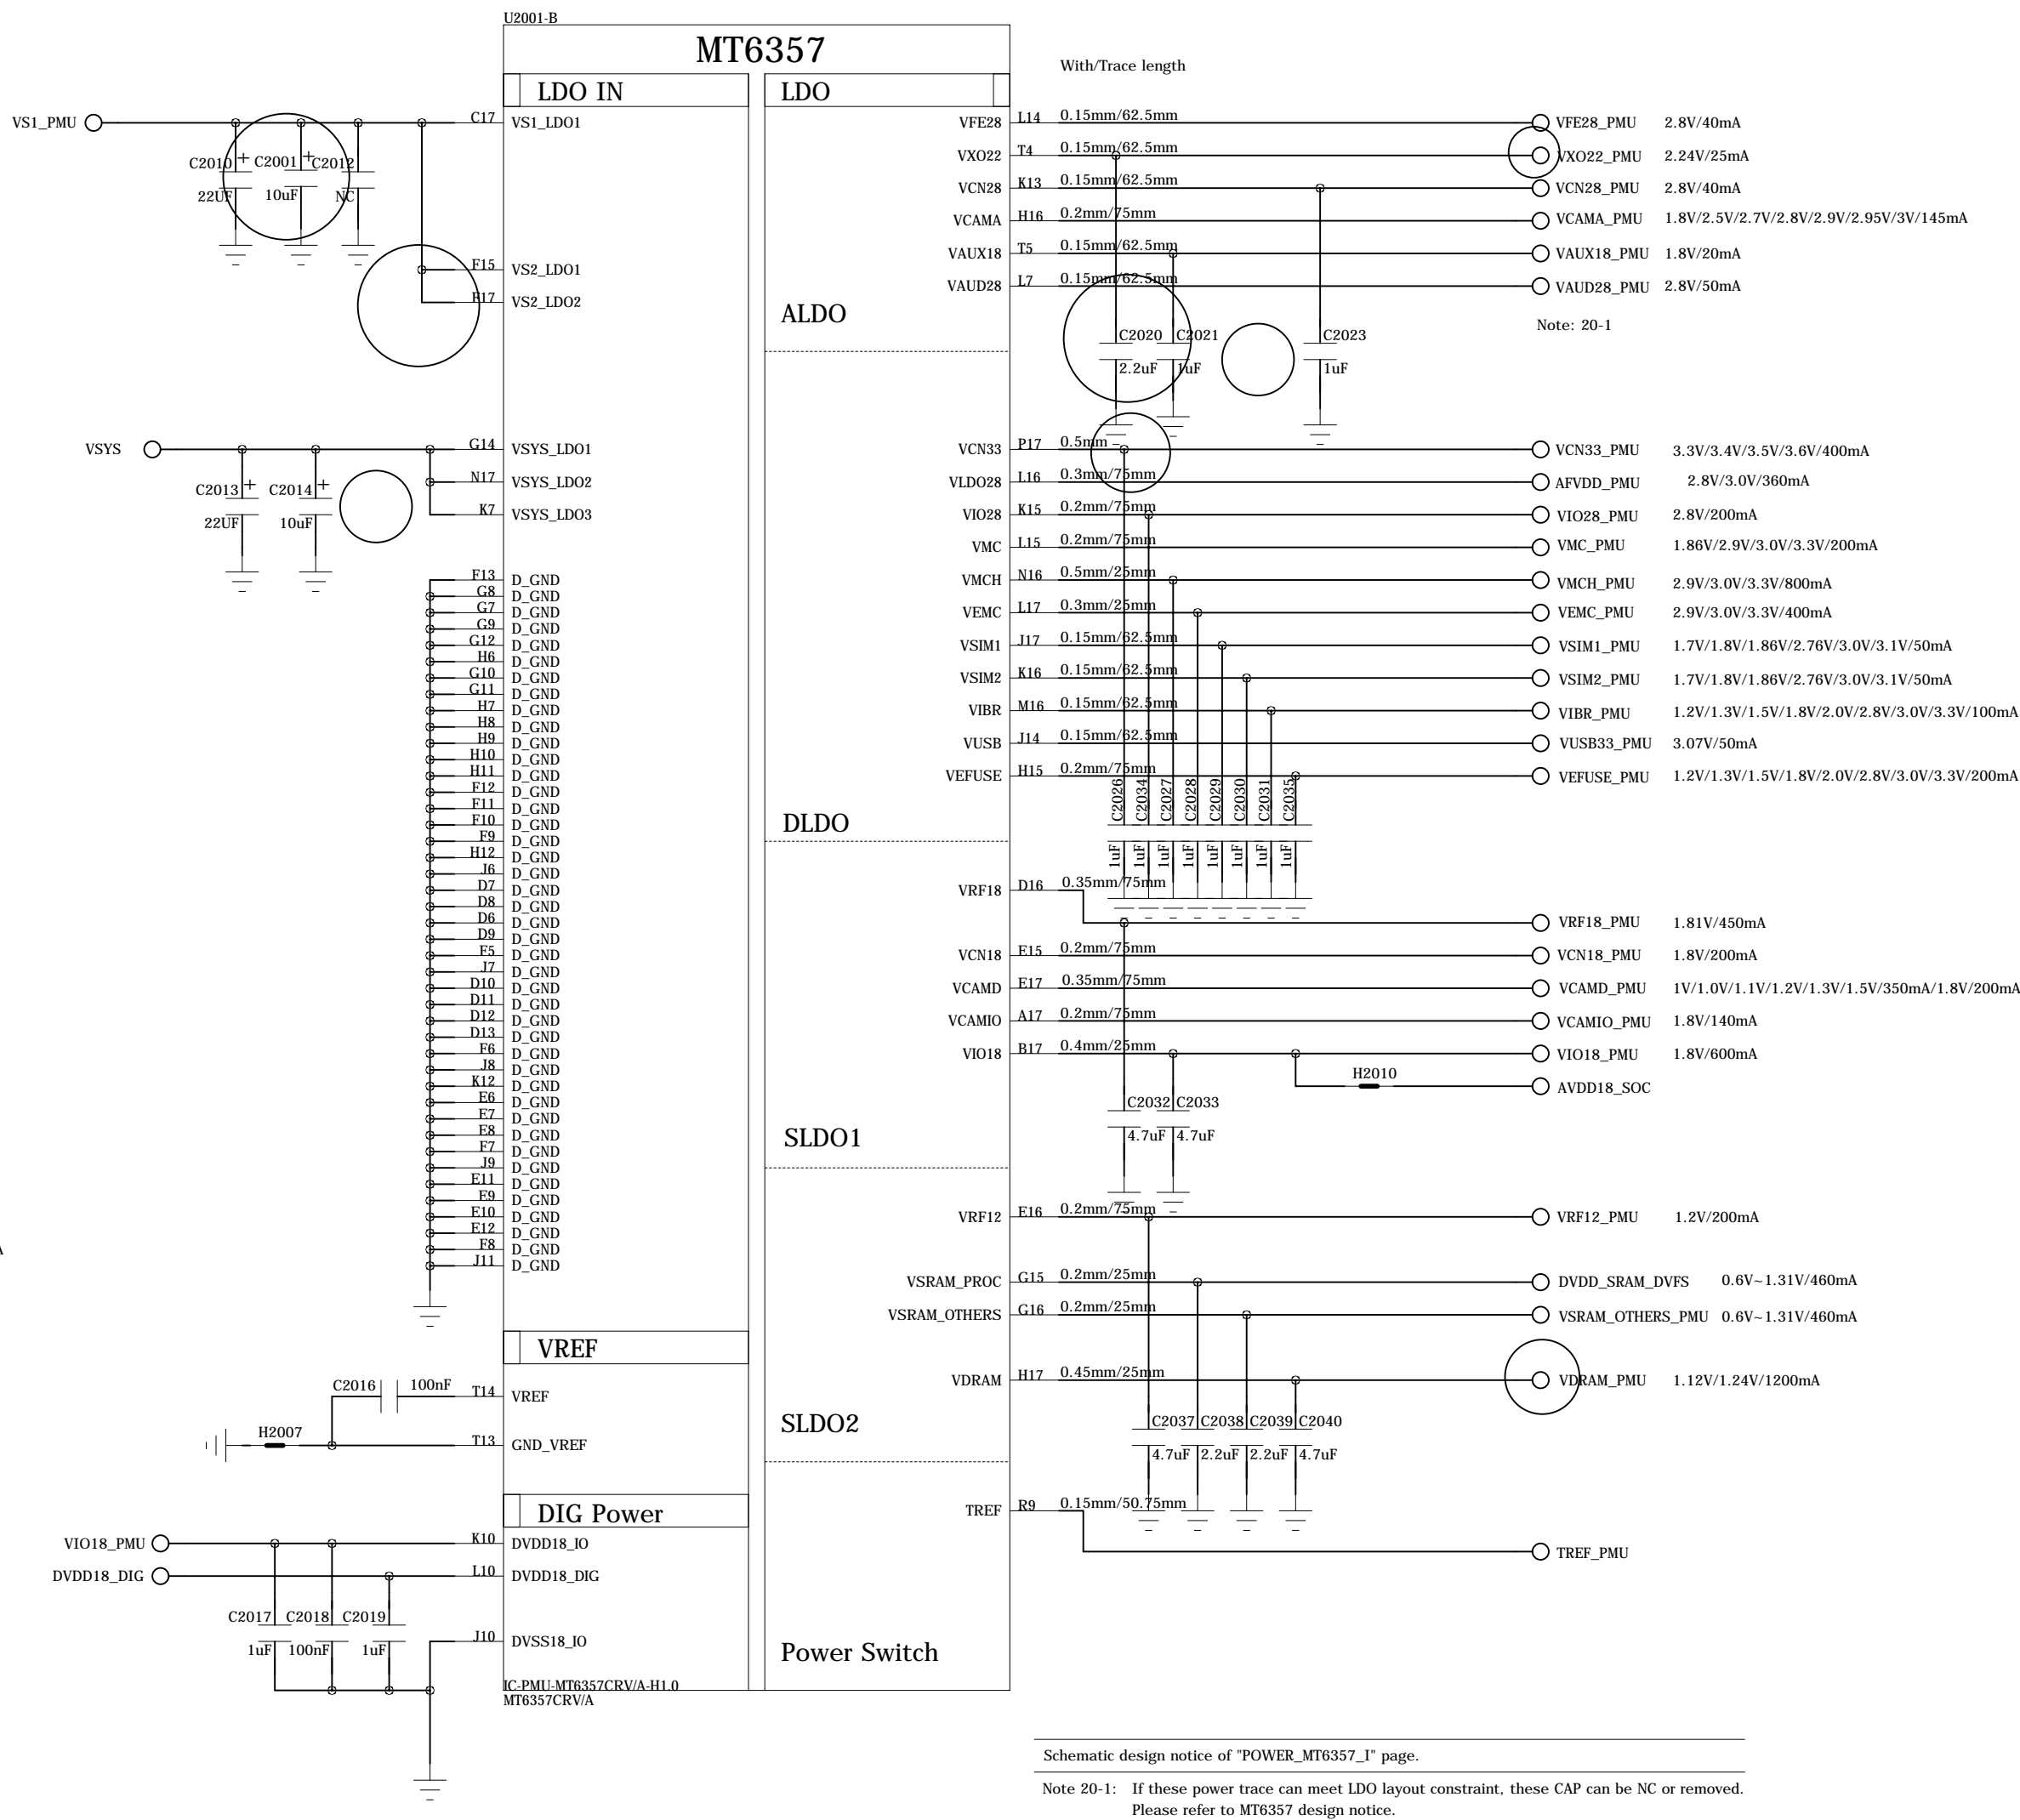 U2001-B
MT6357
With/Trace length
LDO IN
LDO
VS1_PMU
C17 VS1_LDO1
C2010 + C2001 + C2012
22UF 10uF NC
F15 VS2_LDO1
VS2_LDO2
VFE28 L14 0.15mm/62.5mm VFE28_PMU 2.8V/40mA
VXO22 T4 0.15mm/62.5mm VXO22_PMU 2.24V/25mA
VCN28 K13 0.15mm/62.5mm VCN28_PMU 2.8V/40mA
VCAMA H16 0.2mm/75mm VCAMA_PMU 1.8V/2.5V/2.7V/2.8V/2.9V/2.95V/3V/145mA
VAUX18 T5 0.15mm/62.5mm VAUX18_PMU 1.8V/20mA
VAUD28 L7 0.15mm/62.5mm VAUD28_PMU 2.8V/50mA
ALDO
Note: 20-1
C2020 C2021 C2023
2.2uF 1uF 1uF
VSYS
G14 VSYS_LDO1
N17 VSYS_LDO2
K7 VSYS_LDO3
C2013 + C2014 +
22UF 10uF
VCN33 P17 0.5mm VCN33_PMU 3.3V/3.4V/3.5V/3.6V/400mA
VLDO28 L16 0.3mm/75mm AFVDD_PMU 2.8V/3.0V/360mA
VIO28 K15 0.2mm/75mm VIO28_PMU 2.8V/200mA
VMC L15 0.2mm/75mm VMC_PMU 1.86V/2.9V/3.0V/3.3V/200mA
VMCH N16 0.5mm/25mm VMCH_PMU 2.9V/3.0V/3.3V/800mA
VEMC L17 0.3mm/25mm VEMC_PMU 2.9V/3.0V/3.3V/400mA
VSIM1 J17 0.15mm/62.5mm VSIM1_PMU 1.7V/1.8V/1.86V/2.76V/3.0V/3.1V/50mA
VSIM2 K16 0.15mm/62.5mm VSIM2_PMU 1.7V/1.8V/1.86V/2.76V/3.0V/3.1V/50mA
VIBR M16 0.15mm/62.5mm VIBR_PMU 1.2V/1.3V/1.5V/1.8V/2.0V/2.8V/3.0V/3.3V/100mA
VUSB J14 0.15mm/62.5mm VUSB33_PMU 3.07V/50mA
VEFUSE H15 0.2mm/75mm VEFUSE_PMU 1.2V/1.3V/1.5V/1.8V/2.0V/2.8V/3.0V/3.3V/200mA
DLDO
C2026 C2034 C2027 C2028 C2029 C2030 C2031 C2035
1uF 1uF 1uF 1uF 1uF 1uF 1uF 1uF
F13 D_GND
G8 D_GND
G7 D_GND
G9 D_GND
G12 D_GND
H6 D_GND
G10 D_GND
G11 D_GND
H7 D_GND
H8 D_GND
H9 D_GND
H10 D_GND
H11 D_GND
F12 D_GND
F11 D_GND
F10 D_GND
F9 D_GND
H12 D_GND
J6 D_GND
D7 D_GND
D8 D_GND
D6 D_GND
D9 D_GND
F5 D_GND
J7 D_GND
D10 D_GND
D11 D_GND
D12 D_GND
D13 D_GND
F6 D_GND
J8 D_GND
K12 D_GND
E6 D_GND
E7 D_GND
E8 D_GND
F7 D_GND
J9 D_GND
E11 D_GND
E9 D_GND
E10 D_GND
E12 D_GND
F8 D_GND
J11 D_GND
A
VRF18 D16 0.35mm/75mm
VRF18_PMU 1.81V/450mA
VCN18 E15 0.2mm/75mm VCN18_PMU 1.8V/200mA
VCAMD E17 0.35mm/75mm VCAMD_PMU 1V/1.0V/1.1V/1.2V/1.3V/1.5V/350mA/1.8V/200mA
VCAMIO A17 0.2mm/75mm VCAMIO_PMU 1.8V/140mA
VIO18 B17 0.4mm/25mm VIO18_PMU 1.8V/600mA
H2010 AVDD18_SOC
C2032 C2033
4.7uF 4.7uF
SLDO1
VRF12 E16 0.2mm/75mm VRF12_PMU 1.2V/200mA
VSRAM_PROC G15 0.2mm/25mm DVDD_SRAM_DVFS 0.6V~1.31V/460mA
VSRAM_OTHERS G16 0.2mm/25mm VSRAM_OTHERS_PMU 0.6V~1.31V/460mA
VDRAM H17 0.45mm/25mm VDRAM_PMU 1.12V/1.24V/1200mA
C2037 C2038 C2039 C2040
4.7uF 2.2uF 2.2uF 4.7uF
SLDO2
VREF
C2016 100nF T14 VREF
H2007 T13 GND_VREF
TREF R9 0.15mm/50.75mm
TREF_PMU
DIG Power
VIO18_PMU K10 DVDD18_IO
DVDD18_DIG L10 DVDD18_DIG
C2017 C2018 C2019
1uF 100nF 1uF
J10 DVSS18_IO
Power Switch
IC-PMU-MT6357CRV/A-H1.0
MT6357CRV/A
Schematic design notice of "POWER_MT6357_I" page.
Note 20-1: If these power trace can meet LDO layout constraint, these CAP can be NC or removed.
Please refer to MT6357 design notice.